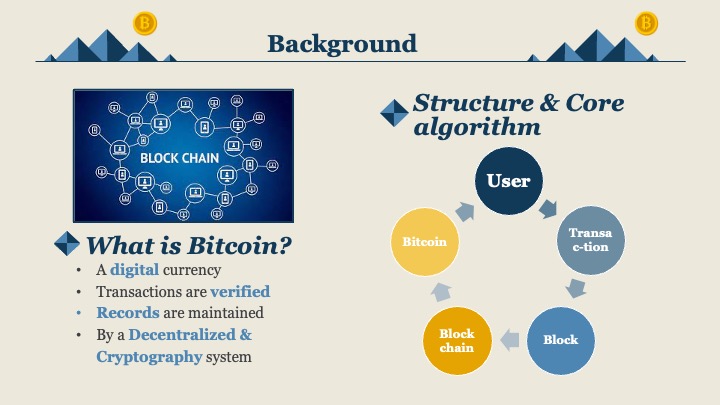 Background
BLOCK CHAIN
What is Bitcoin?
• A digital currency
• Transactions are verified
• Records are maintained
• By a Decentralized &
Cryptography system
Structure & Core
algorithm
User
Transa
c-tion
Block
Block
chain
Bitcoin